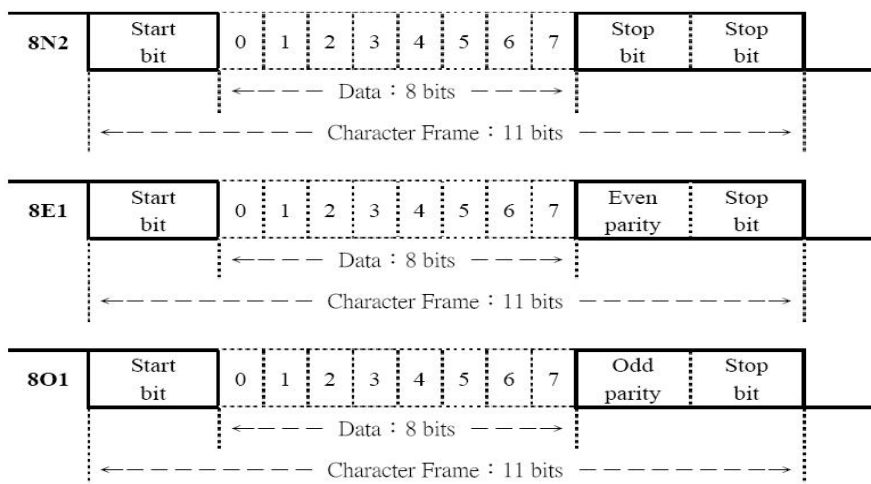 8N2 Start bit 0 1 2 3 4 5 6 7 Stop bit Stop bit
Data : 8 bits
Character Frame : 11 bits
8E1 Start bit 0 1 2 3 4 5 6 7 Even parity Stop bit
Data : 8 bits
Character Frame : 11 bits
8O1 Start bit 0 1 2 3 4 5 6 7 Odd parity Stop bit
Data : 8 bits
Character Frame : 11 bits